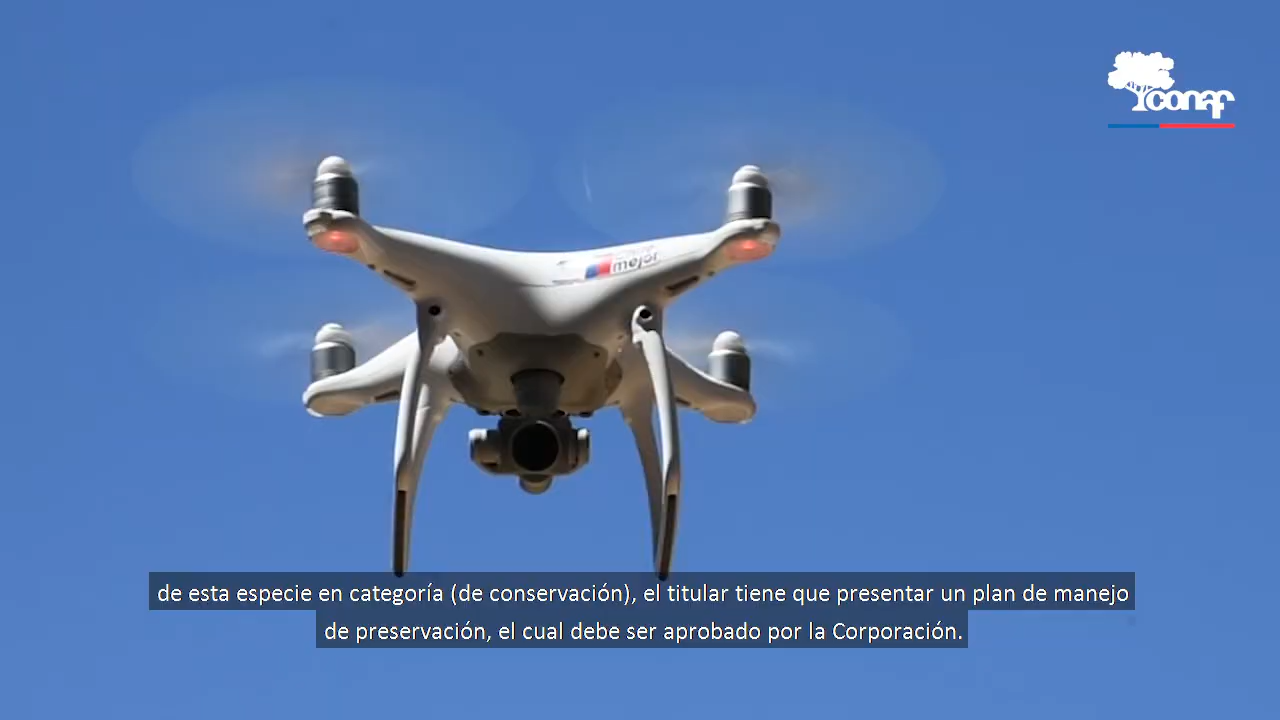 conaf
mejor
de esta especie en categoría (de conservación), el titular tiene que presentar un plan de manejo
de preservación, el cual debe ser aprobado por la Corporación.